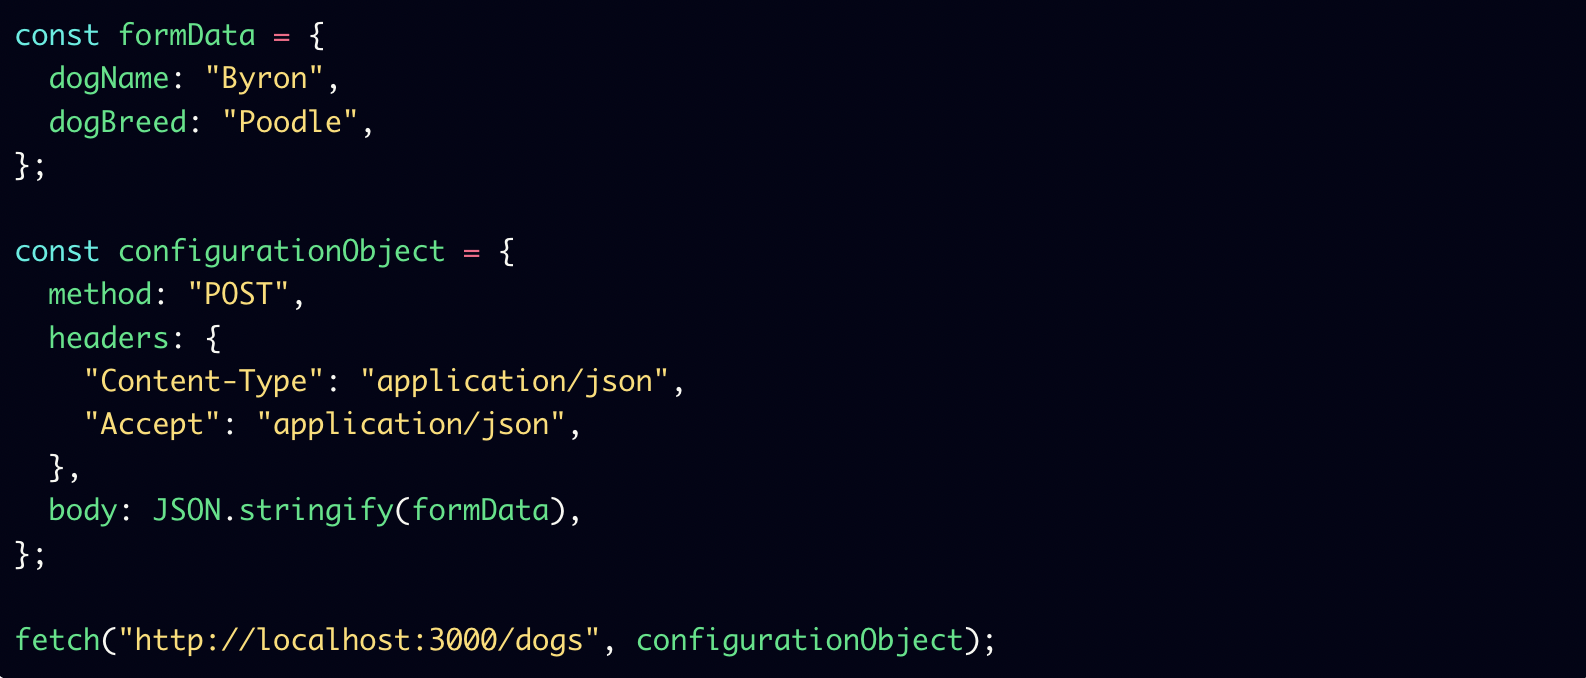 const formData = {
  dogName: "Byron",
  dogBreed: "Poodle",
};

const configurationObject = {
  method: "POST",
  headers: {
    "Content-Type": "application/json",
    "Accept": "application/json",
  },
  body: JSON.stringify(formData),
};

fetch("http://localhost:3000/dogs", configurationObject);